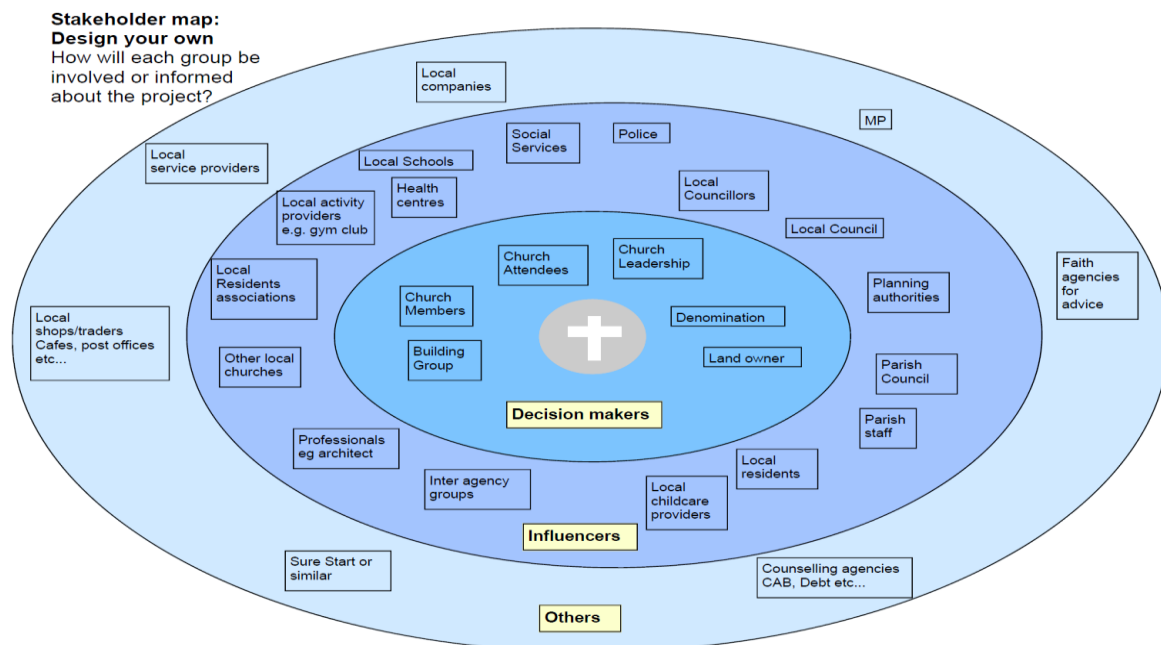 Stakeholder map:
Design your own
How will each group be
involved or informed
about the project?
Local
companies
MP
Social
Services
Police
Local
service providers
Local Schools
Health
centres
Local
Councillors
Local activity
providers
e.g. gym club
Local Council
Church
Attendees
Church
Leadership
Local
Residents
associations
Planning
authorities
Faith
agencies
for
advice
Church
Members
Denomination
Local
shops/traders
Cafes, post offices
etc...
Other local
churches
Building
Group
Land owner
Parish
Council
Decision makers
Parish
staff
Professionals
eg architect
Inter agency
groups
Local
residents
Local
childcare
providers
Influencers
Sure Start or
similar
Counselling agencies
CAB, Debt etc...
Others